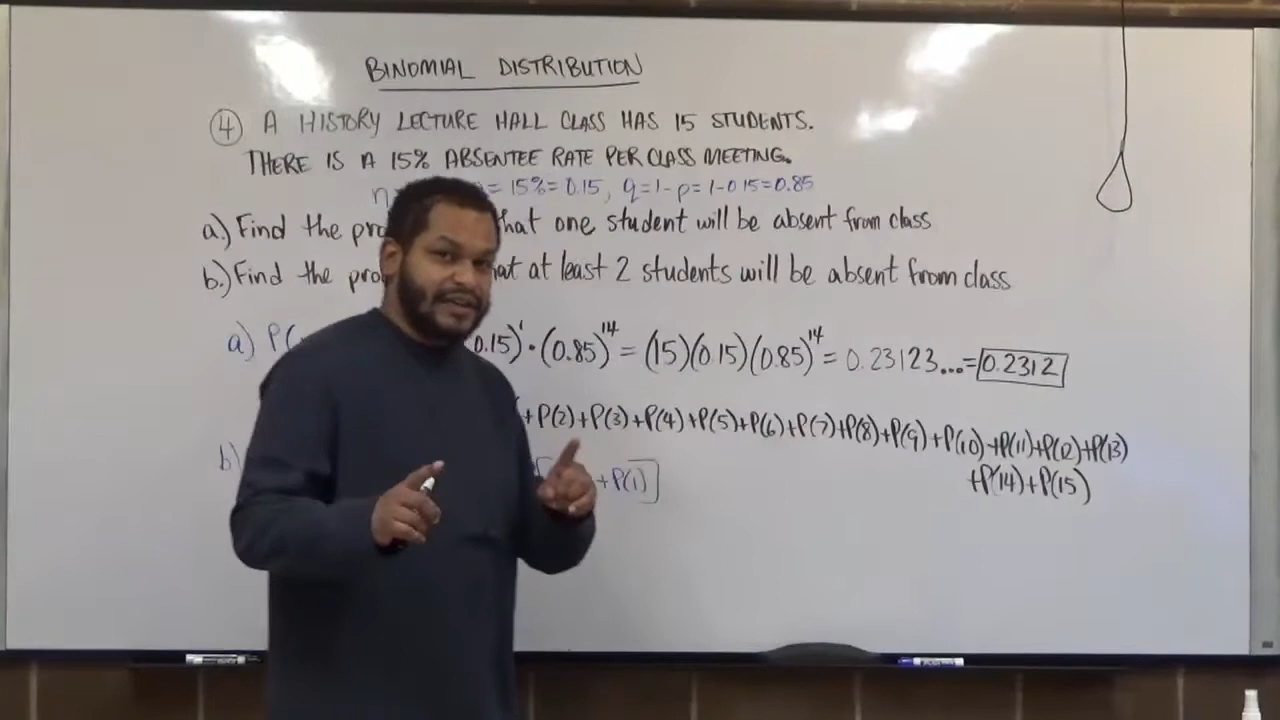 BINOMIAL DISTRIBUTION
④ A HISTORY LECTURE HALL CLASS HAS 15 STUDENTS.
THERE IS A 15% ABSENTEE RATE PER CLASS MEETING.
n = 15% = 0.15, q = 1-p = 1-0.15 = 0.85
a.) Find the that one student will be absent from class
b.) Find the at least 2 students will be absent from class
a) P( 0.15)¹·(0.85)¹⁴ = (15)(0.15)(0.85)¹⁴ = 0.23123... = 0.2312
+P(2)+P(3)+P(4)+P(5)+P(6)+P(7)+P(8)+P(9)+P(10)+P(11)+P(12)+P(13)
+P(14)+P(15)
b) +P(1)]